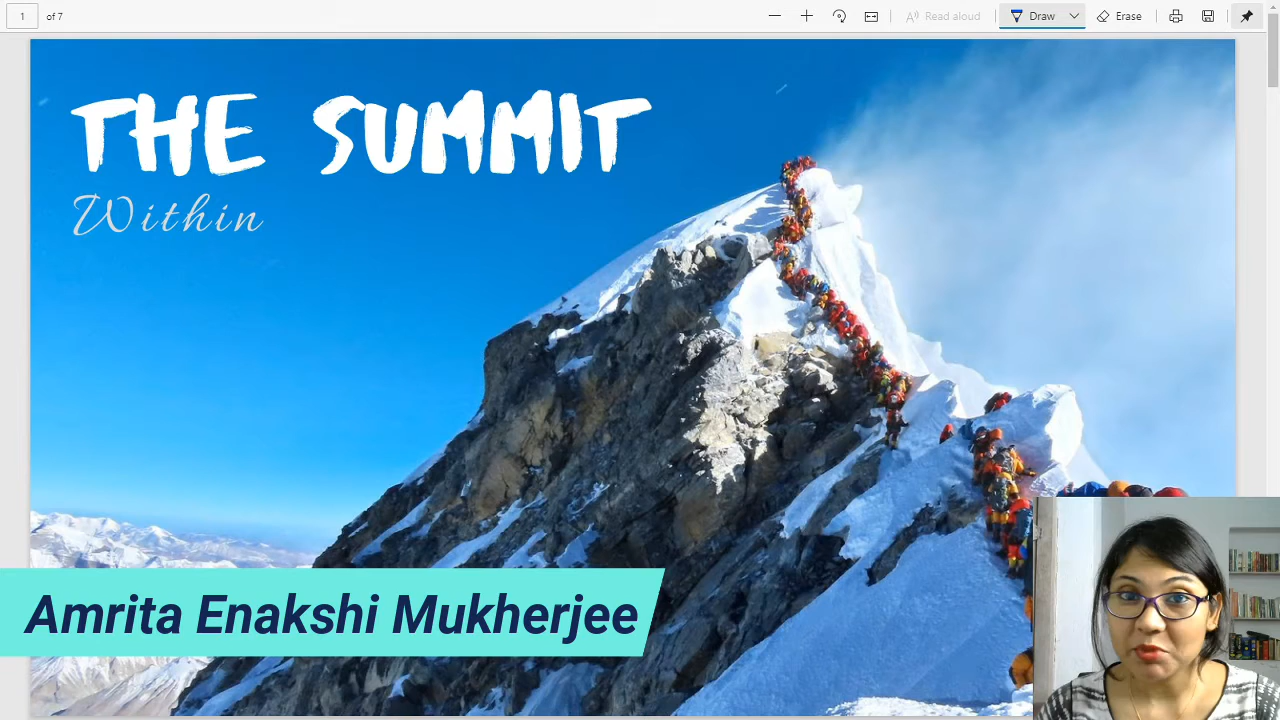 1 of 7
Read aloud
Draw
Erase
THE SUMMIT
Within
Amrita Enakshi Mukherjee